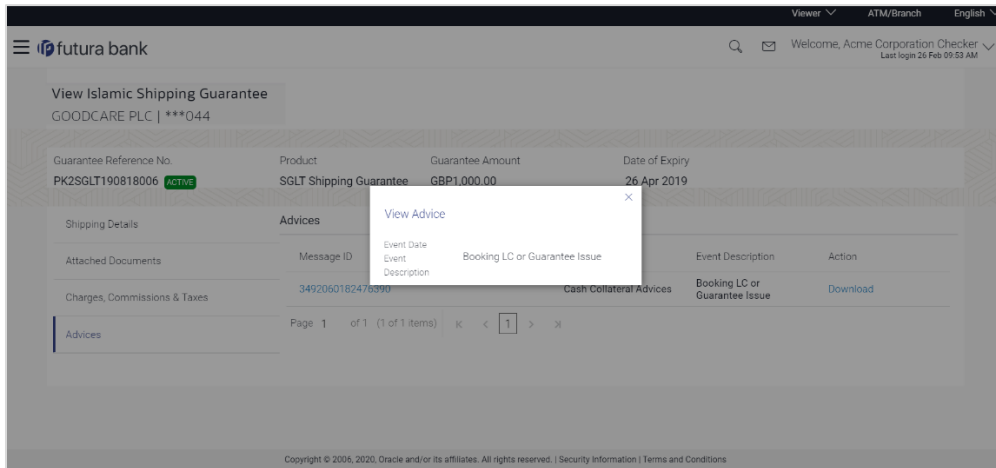 Viewer ATM/Branch English
futura bank Welcome, Acme Corporation Checker
Last login 26 Feb 09:53 AM
View Islamic Shipping Guarantee
GOODCARE PLC | ***044
Guarantee Reference No. Product Guarantee Amount Date of Expiry
PK2SGLT190818006 ACTIVE SGLT Shipping Guarantee GBP1,000.00 26 Apr 2019
Shipping Details
Attached Documents
Charges, Commissions & Taxes
Advices
Advices
View Advice
Event Date
Event Booking LC or Guarantee Issue
Description
Message ID Event Description Action
3492060182476390 Cash Collateral Advices Booking LC or
Guarantee Issue Download
Page 1 of 1 (1 of 1 items) 1
Copyright © 2006, 2020, Oracle and/or its affiliates. All rights reserved. | Security Information | Terms and Conditions